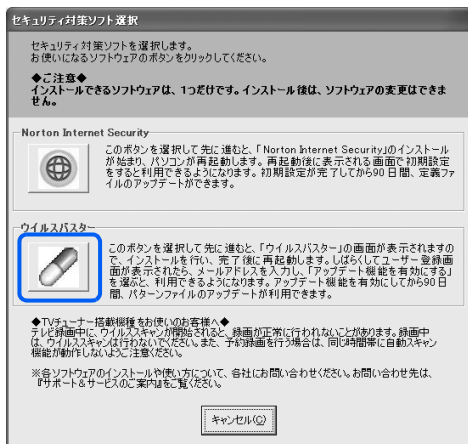 セキュリティ対策ソフト選択
セキュリティ対策ソフトを選択します。
お使いになるソフトウェアのボタンをクリックしてください。
◆ご注意◆
インストールできるソフトウェアは、1つだけです。インストール後は、ソフトウェアの変更はできま
せん。
Norton Internet Security
このボタンを選択して先に進むと、「Norton Internet Security」のインストール
が始まり、パソコンが再起動します。再起動後に表示される画面で初期設定
をすると利用できるようになります。初期設定が完了してから90日間、定義ファ
イルのアップデートができます。
ウイルスバスター
このボタンを選択して先に進むと、「ウイルスバスター」の画面が表示されますの
で、インストールを行い、完了後に再起動します。しばらくしてユーザー登録画
面が表示されたら、メールアドレスを入力し、「アップデート機能を有効にする」
を選ぶと、利用できるようになります。アップデート機能を有効にしてから90日
間、パターンファイルのアップデートが利用できます。
◆TVチューナー搭載機種をお使いのお客様へ◆
テレビ録画中に、ウイルススキャンが開始されると、録画が正常に行われないことがあります。録画中
は、ウイルススキャンは行わないでください。また、予約録画を行う場合は、同じ時間帯に自動スキャン
機能が動作しないようご注意ください。
※各ソフトウェアのインストールや使い方について、各社にお問い合わせください。お問い合わせ先は、
『サポート&サービスのご案内』をご覧ください。
キャンセル(C)